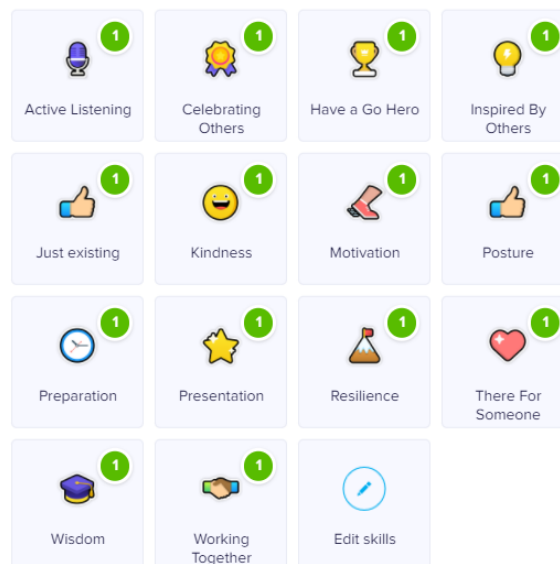 1
1
1
1
Active Listening
Celebrating
Others
Have a Go Hero
Inspired By
Others
1
1
1
1
Just existing
Kindness
Motivation
Posture
1
1
1
1
Preparation
Presentation
Resilience
There For
Someone
1
1
Wisdom
Working
Together
Edit skills